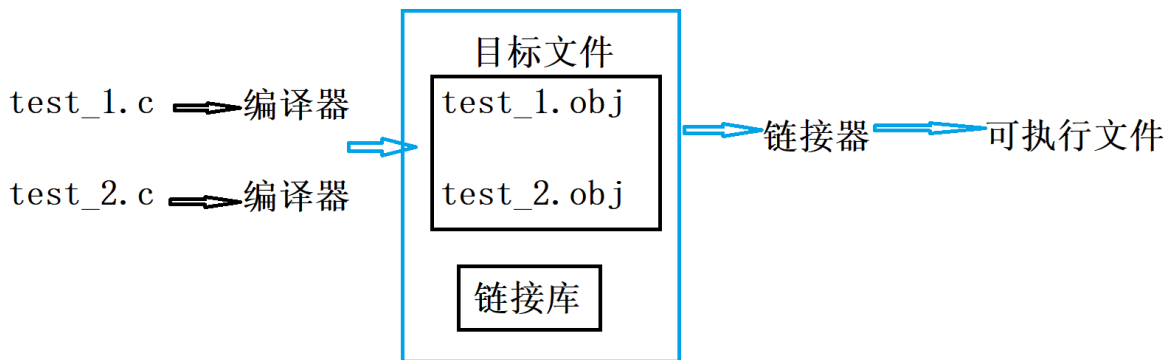 目标文件
test_1.c 编译器 test_1.obj
链接器 可执行文件
test_2.c 编译器 test_2.obj
链接库